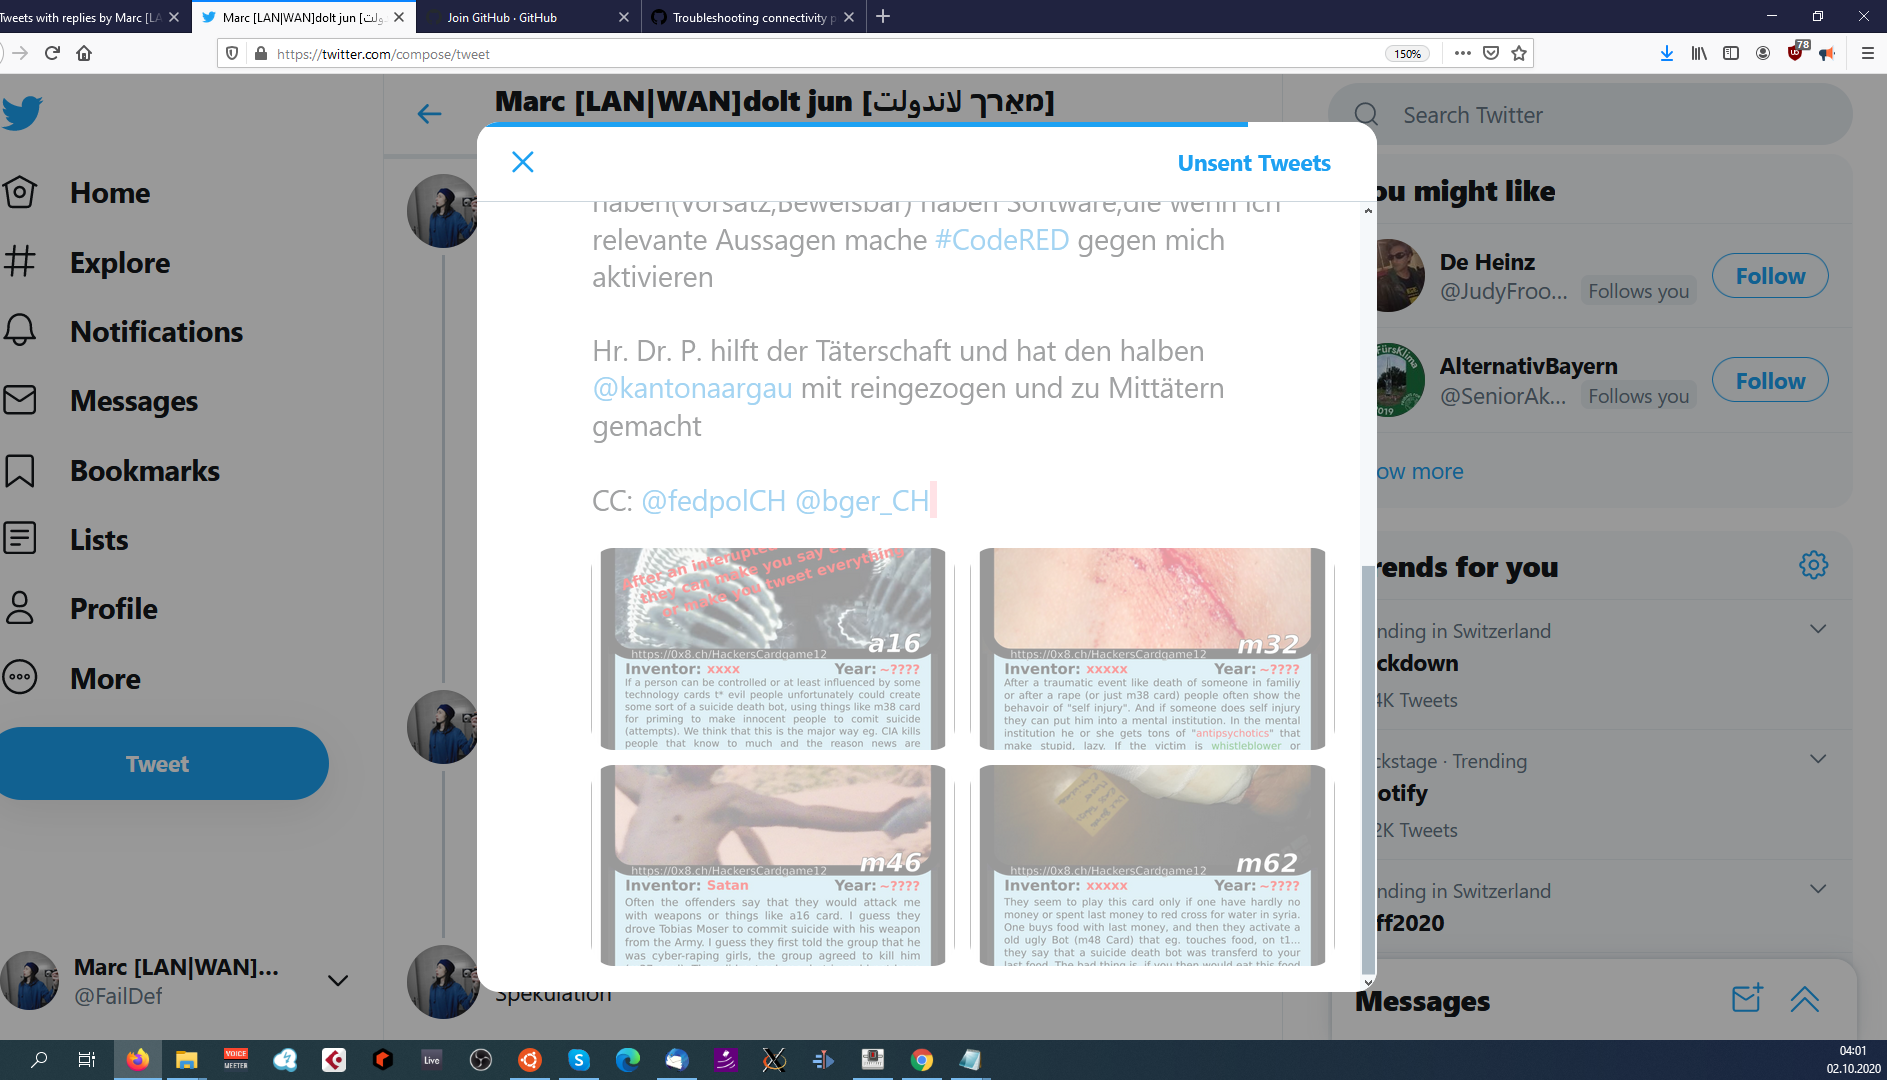 Tweets with replies by Marc [LA
Marc [LAN|WAN]dolt jun
Join GitHub · GitHub
Troubleshooting connectivity p
https://twitter.com/compose/tweet
150%
78
Marc [LAN|WAN]dolt jun [מאַרך لاندولت]
Search Twitter
Home
Explore
Notifications
Messages
Bookmarks
Lists
Profile
More
Tweet
Marc [LAN|WAN]...
@FailDef
Unsent Tweets
haben(Vorsatz,Beweisbar) haben Software,die wenn ich
relevante Aussagen mache #CodeRED gegen mich
aktivieren
Hr. Dr. P. hilft der Täterschaft und hat den halben
@kantonaargau mit reingezogen und zu Mittätern
gemacht
CC: @fedpolCH @bger_CH
After an interupted
they can make you say ev
or make you tweet everything
a16
https://0x8.ch/HackersCardgame12
Inventor: xxxx Year: ~????
If a person can be controlled or at least influenced by some
technology cards t* evil people unfortunately could create
some sort of a suicide death bot, using things like m38 card
for priming to make innocent people to comit suicide
(attempts). We think that this is the major way eg. CIA kills
people that know to much and the reason news are
m32
https://0x8.ch/HackersCardgame12
Inventor: xxxxx Year: ~????
After a traumatic event like death of someone in familiy
or after a rape (or just m38 card) people often show the
behavoir of "self injury". And if someone does self injury
they can put him into a mental institution. In the mental
institution he or she gets tons of "antipsychotics" that
make stupid, lazy. If the victim is whistleblower or
m46
https://0x8.ch/HackersCardgame12
Inventor: Satan Year: ~????
Often the offenders say that they would attack me
with weapons or things like a16 card. I guess they
drove Tobias Moser to commit suicide with his weapon
from the Army. I guess they first told the group that he
was cyber-raping girls, the group agreed to kill him
m62
https://0x8.ch/HackersCardgame12
Inventor: xxxxx Year: ~????
They seem to play this card only if one have hardly no
money or spent last money to red cross for water in syria.
One buys food with last money, and then they activate a
old ugly Bot (m48 Card) that eg. touches food, on t1...
they say that a suicide death bot was transferd to your
last food. The bad thing is, if you then would eat this food
Spekulation
ou might like
De Heinz
@JudyFroo... Follows you
Follow
FürsKlima
2019
AlternativBayern
@SeniorAk... Follows you
Follow
ow more
rends for you
nding in Switzerland
ckdown
4K Tweets
ckstage · Trending
otify
2K Tweets
nding in Switzerland
ff2020
Messages
VOICE
MEETER
Live
04:01
02.10.2020